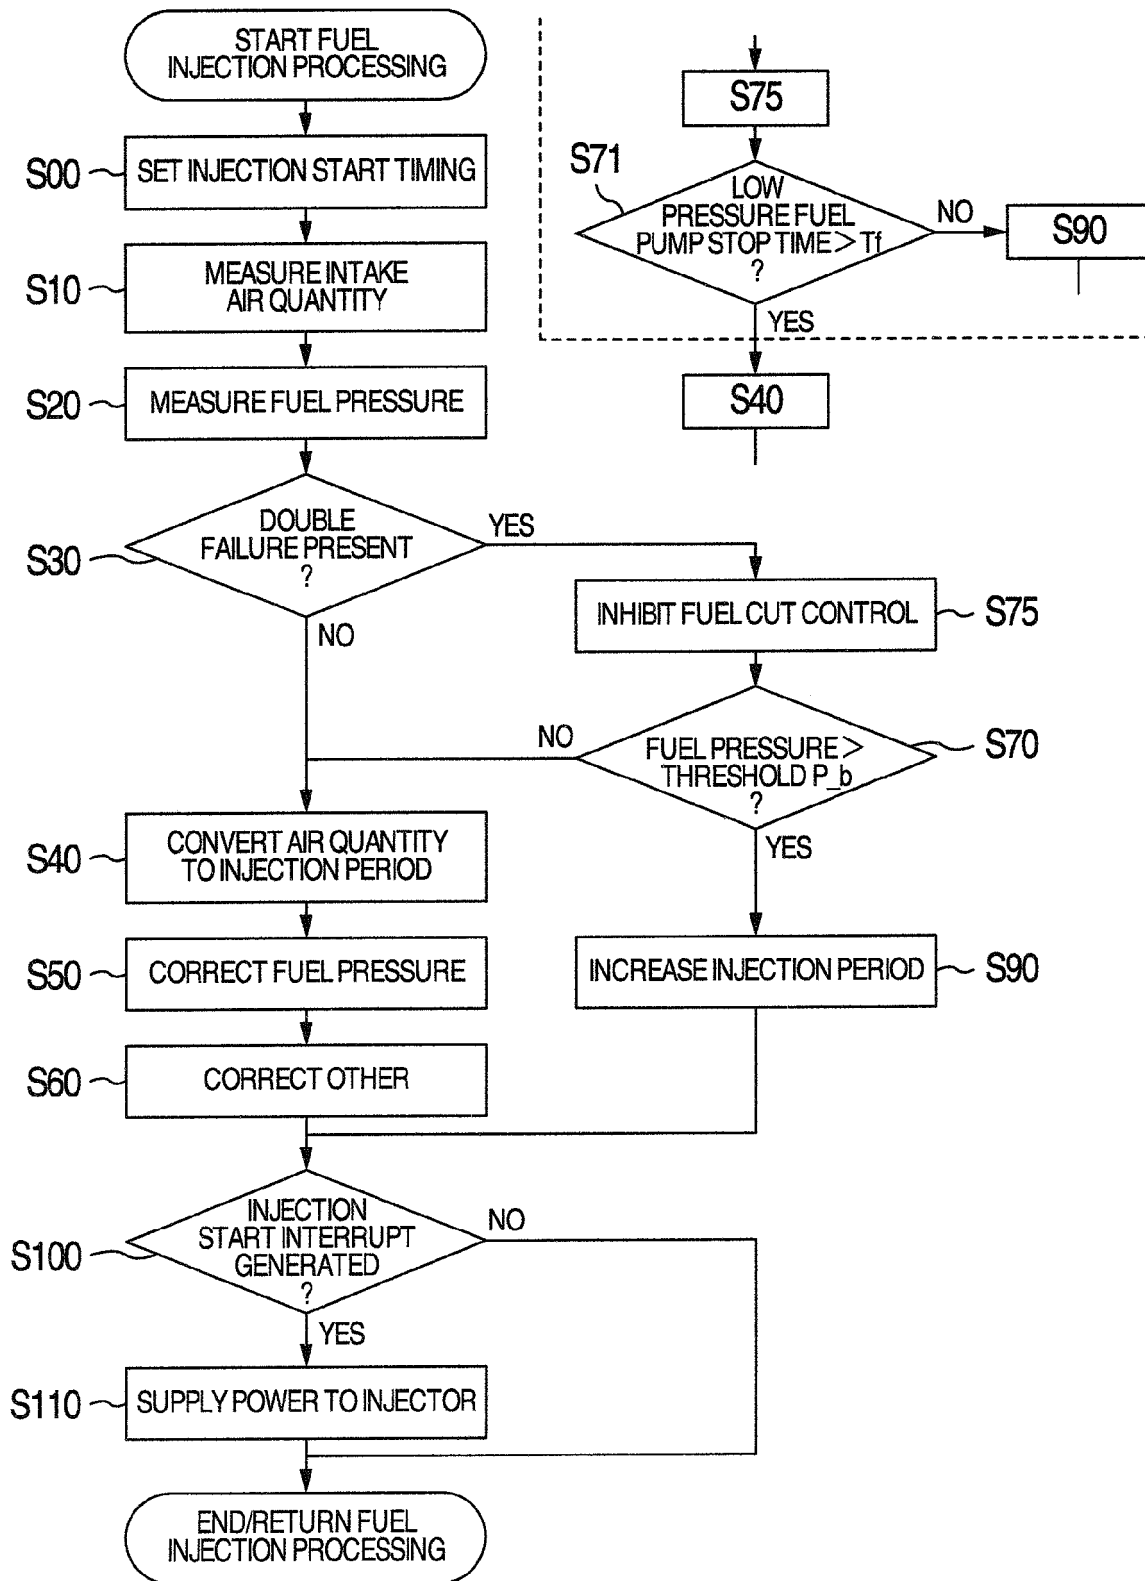 START FUEL
INJECTION PROCESSING
S00
SET INJECTION START TIMING
S10
MEASURE INTAKE
AIR QUANTITY
S20
MEASURE FUEL PRESSURE
S75
S71
LOW
PRESSURE FUEL
PUMP STOP TIME > Tf
?
NO
S90
YES
S40
S30
DOUBLE
FAILURE PRESENT
?
YES
NO
INHIBIT FUEL CUT CONTROL
S75
NO
FUEL PRESSURE >
THRESHOLD P_b
?
S70
YES
S40
CONVERT AIR QUANTITY
TO INJECTION PERIOD
S50
CORRECT FUEL PRESSURE
INCREASE INJECTION PERIOD
S90
S60
CORRECT OTHER
S100
INJECTION
START INTERRUPT
GENERATED
?
NO
YES
S110
SUPPLY POWER TO INJECTOR
END/RETURN FUEL
INJECTION PROCESSING